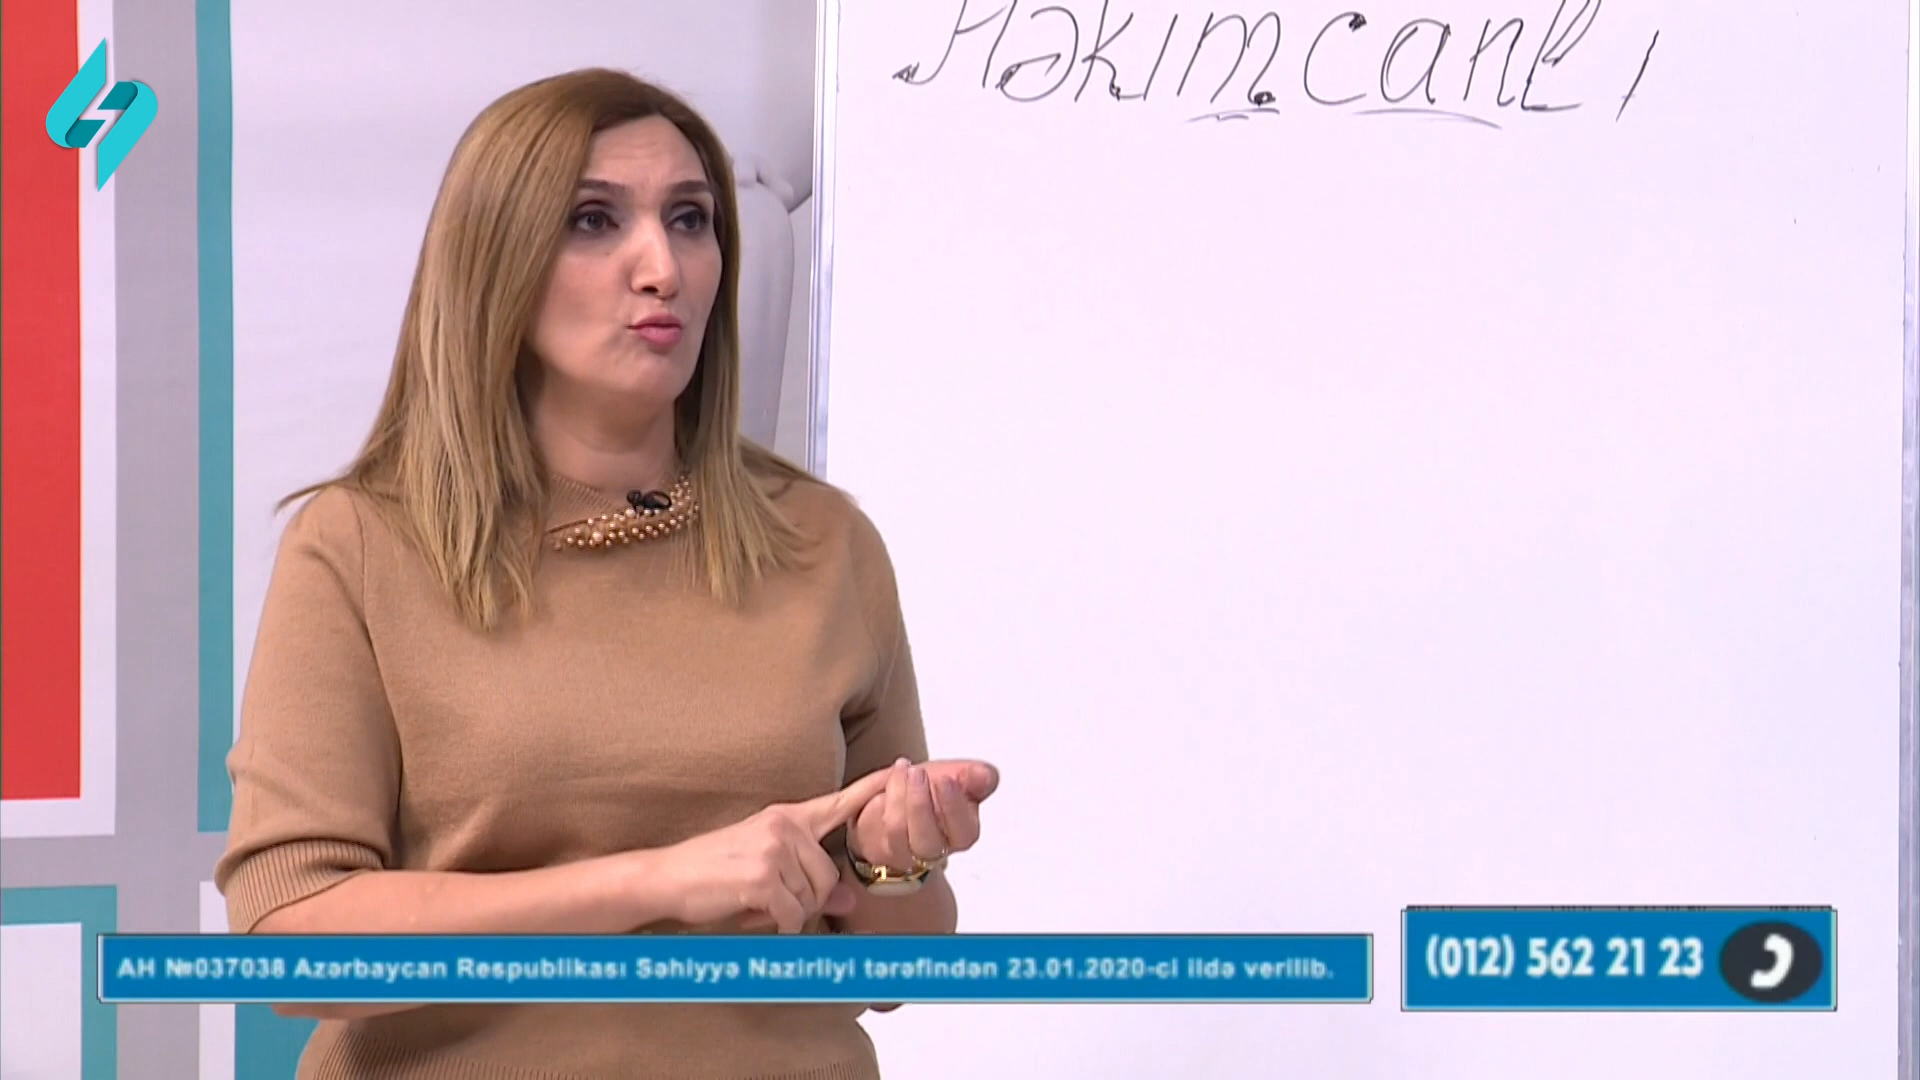 Həkimcanlı
AH №037038 Azərbaycan Respublikası Səhiyyə Nazirliyi tərəfindən 23.01.2020-ci ildə verilib.
(012) 562 21 23